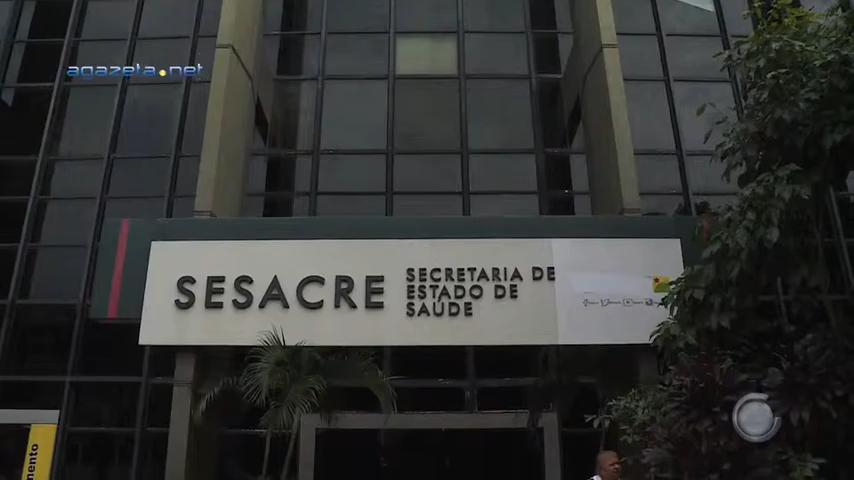 agazeta.net
SESACRE
SECRETARIA DE
ESTADO DE
SAÚDE
mento